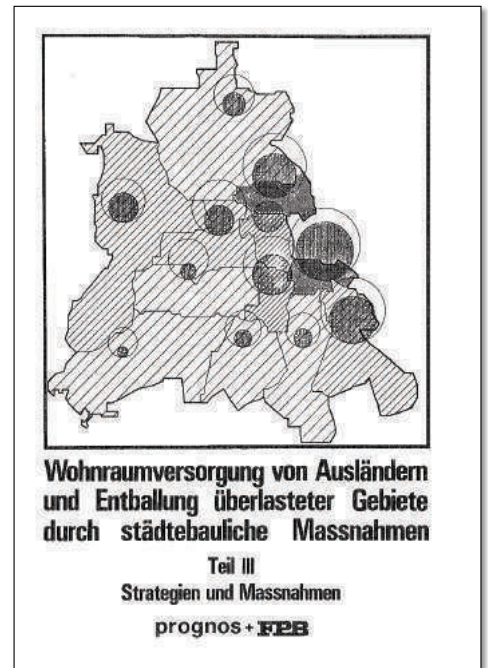 Wohnraumversorgung von Ausländern
und Entballung überlasteter Gebiete
durch städtebauliche Massnahmen
Teil III
Strategien und Massnahmen
prognos + FPB